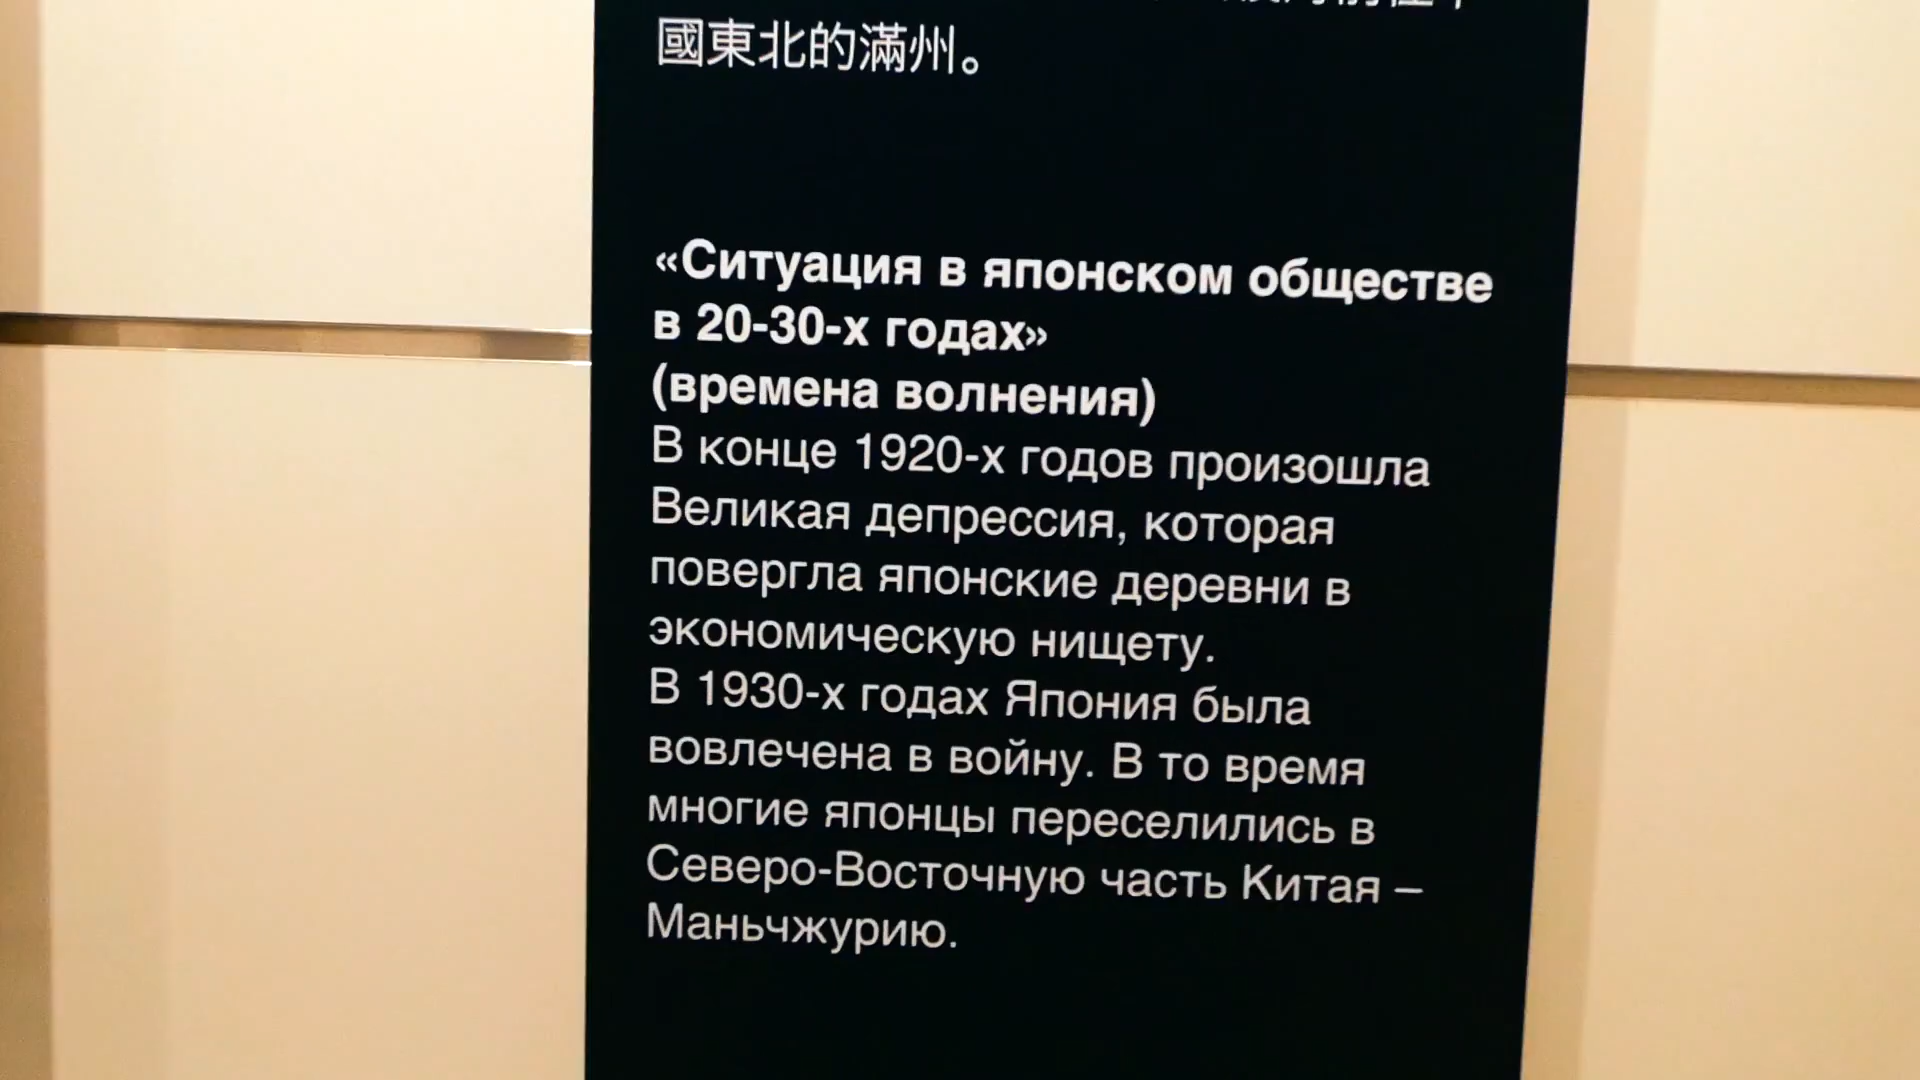 國東北的滿州。
«Ситуация в японском обществе
в 20-30-х годах»
(времена волнения)
В конце 1920-х годов произошла
Великая депрессия, которая
повергла японские деревни в
экономическую нищету.
В 1930-х годах Япония была
вовлечена в войну. В то время
многие японцы переселились в
Северо-Восточную часть Китая –
Маньчжурию.